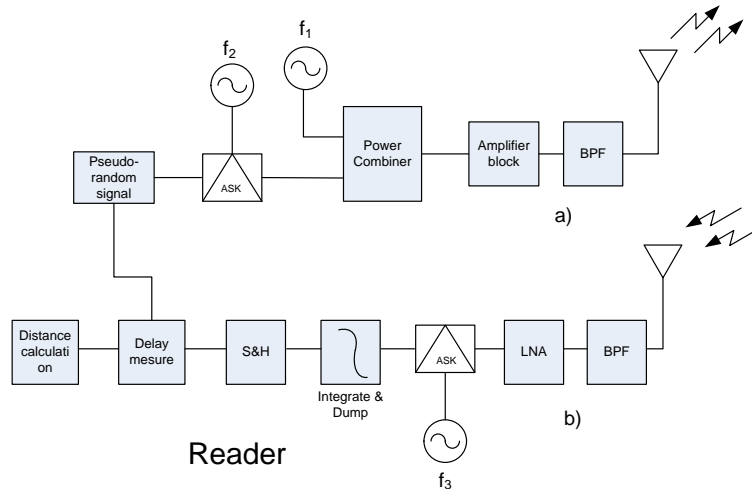 f2
f1
Pseudo-
random
signal
ASK
Power
Combiner
Amplifier
block
BPF
a)
Distance
calculati
on
Delay
mesure
S&H
Integrate &
Dump
ASK
LNA
BPF
b)
f3
Reader